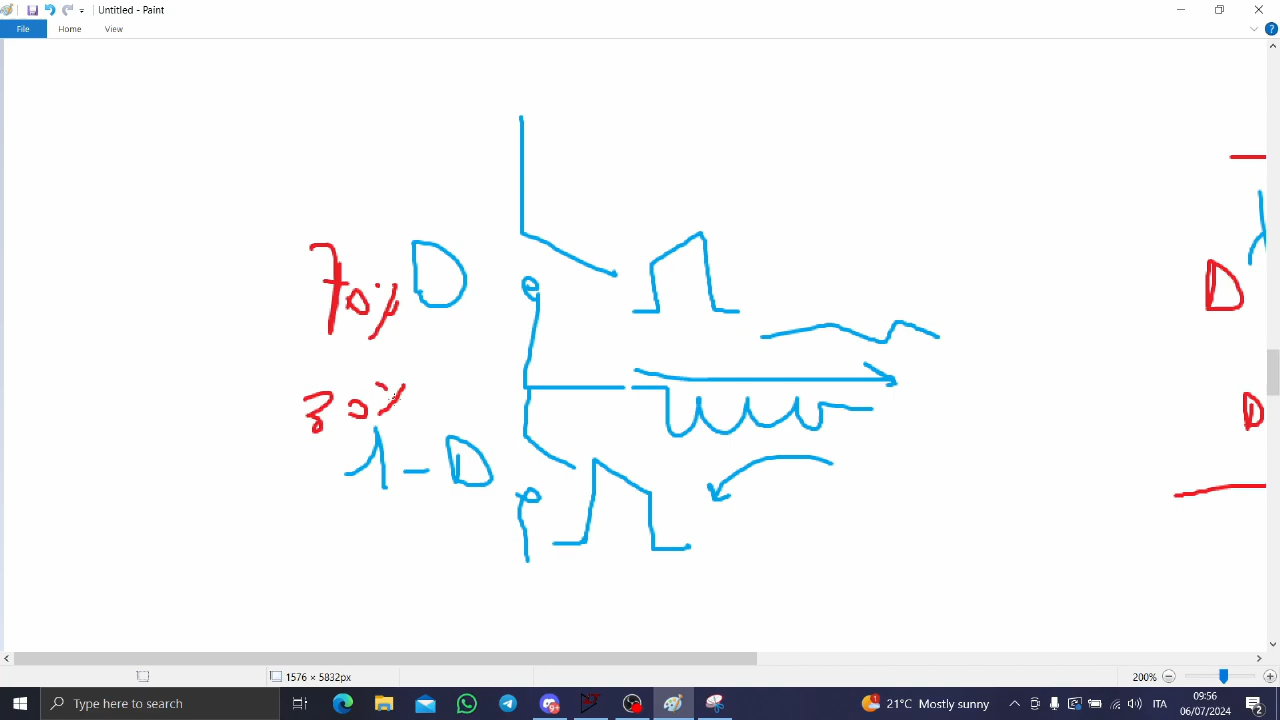 Untitled - Paint
File Home View
70% D
D
30%
D
1-D
1576 × 5832px
200%
Type here to search
21°C Mostly sunny
ITA
09:56
06/07/2024
2